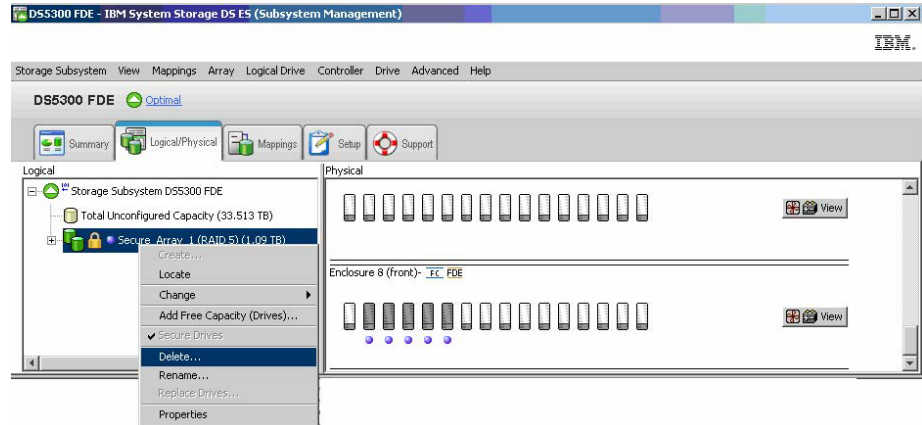 DS5300 FDE - IBM System Storage DS ES (Subsystem Management)
IBM.
Storage Subsystem View Mappings Array Logical Drive Controller Drive Advanced Help
DS5300 FDE Optimal
Summary Logical/Physical Mappings Setup Support
Logical
Storage Subsystem DS5300 FDE
Total Unconfigured Capacity (33.513 TB)
Secure_Array_1 (RAID 5) (1.09 TB)
Create...
Locate
Change
Add Free Capacity (Drives)...
Secure Drives
Delete...
Rename...
Replace Drives...
Properties
Physical
View
Enclosure 8 (front)- FC FDE
View